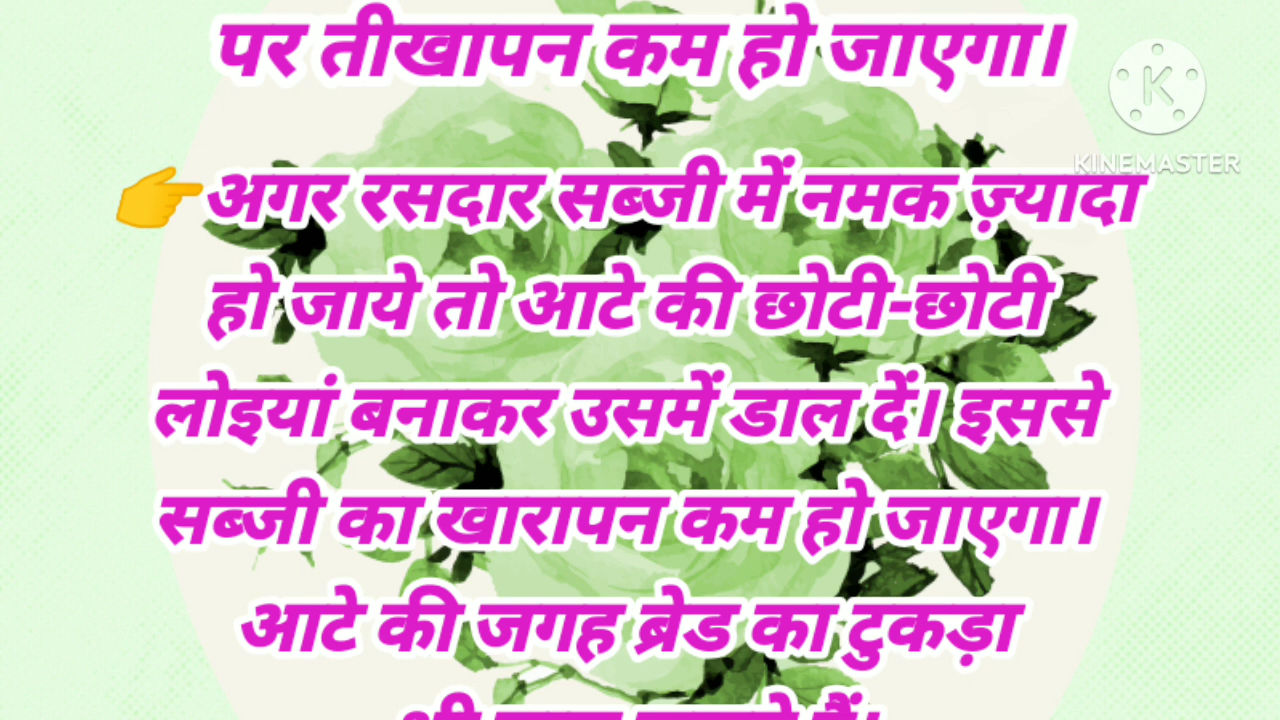 पर तीखापन कम हो जाएगा।
KINEMASTER
👉अगर रसदार सब्जी में नमक ज़्यादा
हो जाये तो आटे की छोटी-छोटी
लोइयां बनाकर उसमें डाल दें। इससे
सब्जी का खारापन कम हो जाएगा।
आटे की जगह ब्रेड का टुकड़ा